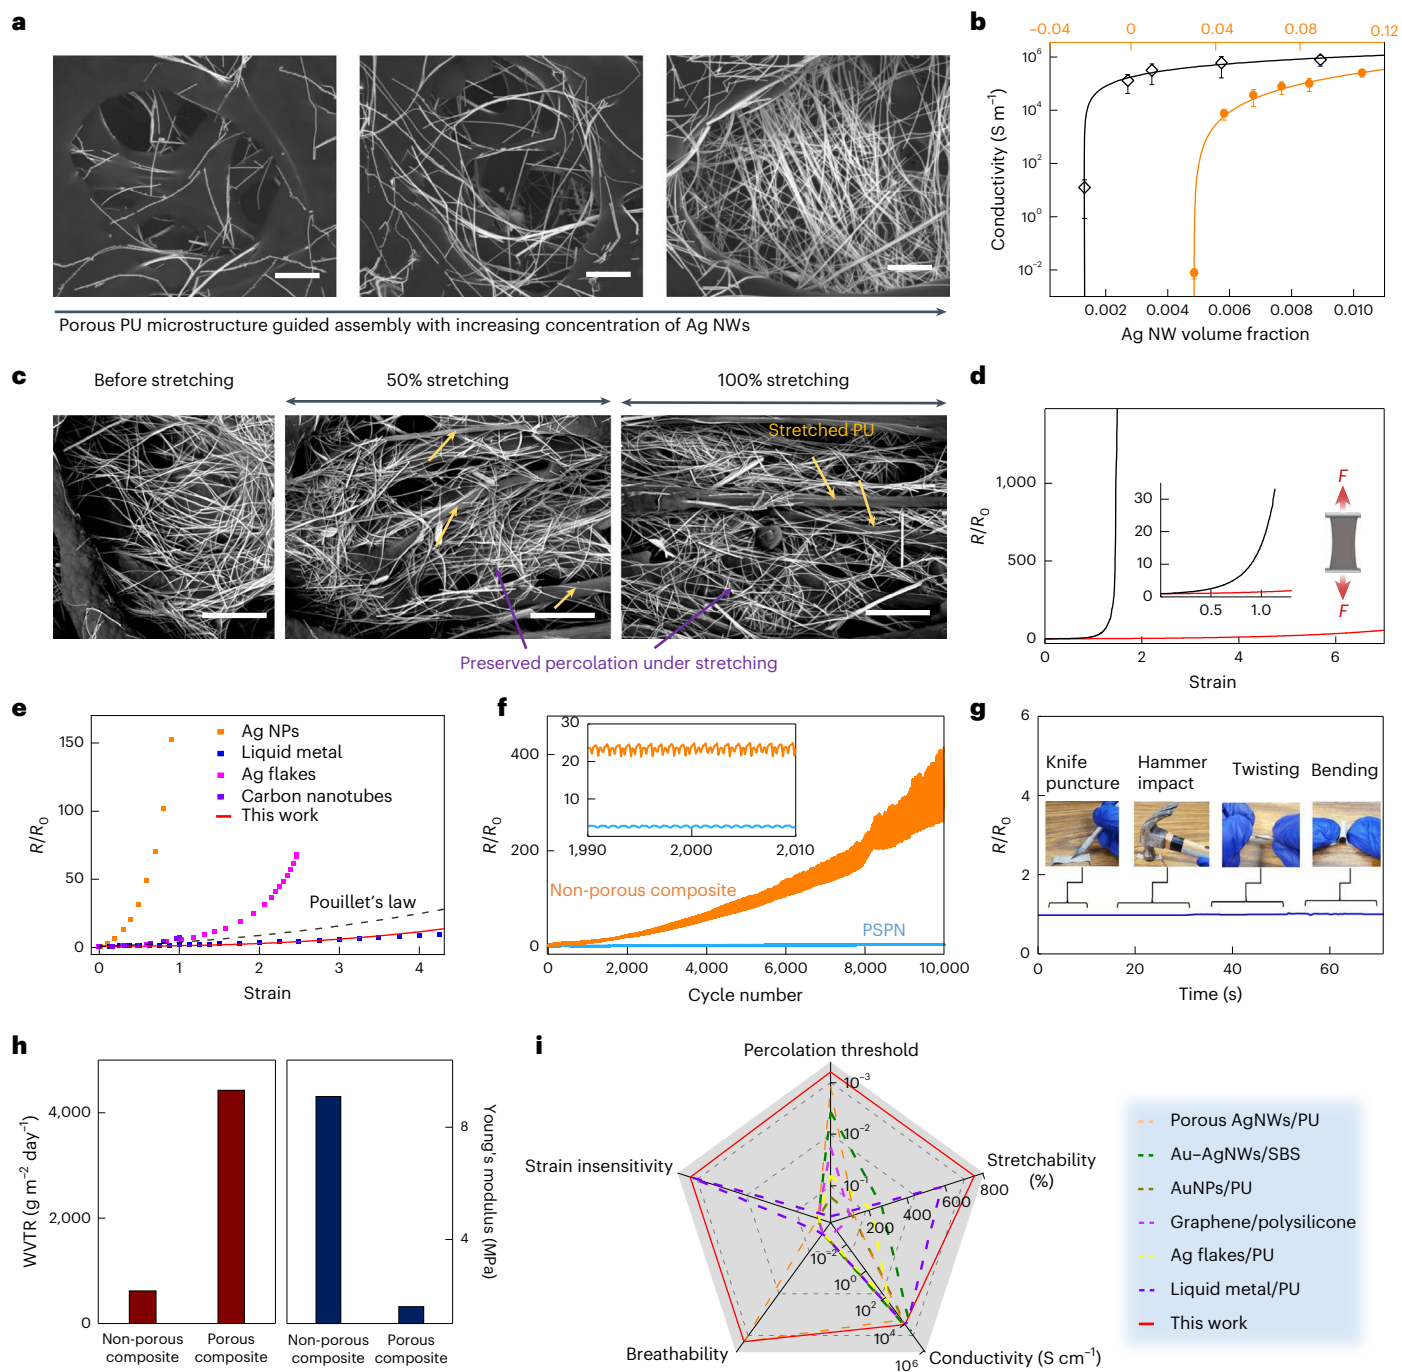 a
Porous PU microstructure guided assembly with increasing concentration of Ag NWs
b
−0.04 0 0.04 0.08 0.12
10⁶
10⁴
10²
10⁰
10⁻²
Conductivity (S m⁻¹)
0.002 0.004 0.006 0.008 0.010
Ag NW volume fraction
c
Before stretching
50% stretching
100% stretching
Stretched PU
Preserved percolation under stretching
d
1,000
500
0
R/R₀
30
20
10
0
0.5 1.0
F
F
0 2 4 6
Strain
e
150
100
50
0
R/R₀
Ag NPs
Liquid metal
Ag flakes
Carbon nanotubes
This work
Pouillet's law
0 1 2 3 4
Strain
f
400
200
0
R/R₀
30
20
10
1,990 2,000 2,010
Non-porous composite
PSPN
0 2,000 4,000 6,000 8,000 10,000
Cycle number
g
6
4
2
0
R/R₀
Knife
puncture
Hammer
impact
Twisting
Bending
0 20 40 60
Time (s)
h
4,000
2,000
0
WVTR (g m⁻² day⁻¹)
8
4
Young's modulus (MPa)
Non-porous
composite
Porous
composite
Non-porous
composite
Porous
composite
i
Percolation threshold
10⁻³
10⁻²
10⁻¹
Stretchability
(%)
200 400 600 800
Strain insensitivity
10⁻²
10⁰
10²
10⁴
10⁶
Breathability
Conductivity (S cm⁻¹)
Porous AgNWs/PU
Au–AgNWs/SBS
AuNPs/PU
Graphene/polysilicone
Ag flakes/PU
Liquid metal/PU
This work